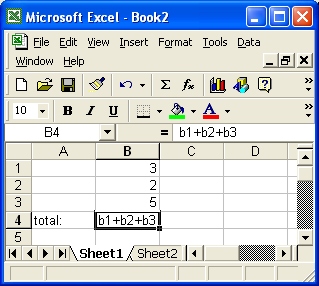 Microsoft Excel - Book2
File Edit View Insert Format Tools Data
Window Help
10 B I U A
B4 = b1+b2+b3
A B C D
1 3
2 2
3 5
4 total: b1+b2+b3
5
Sheet1 Sheet2